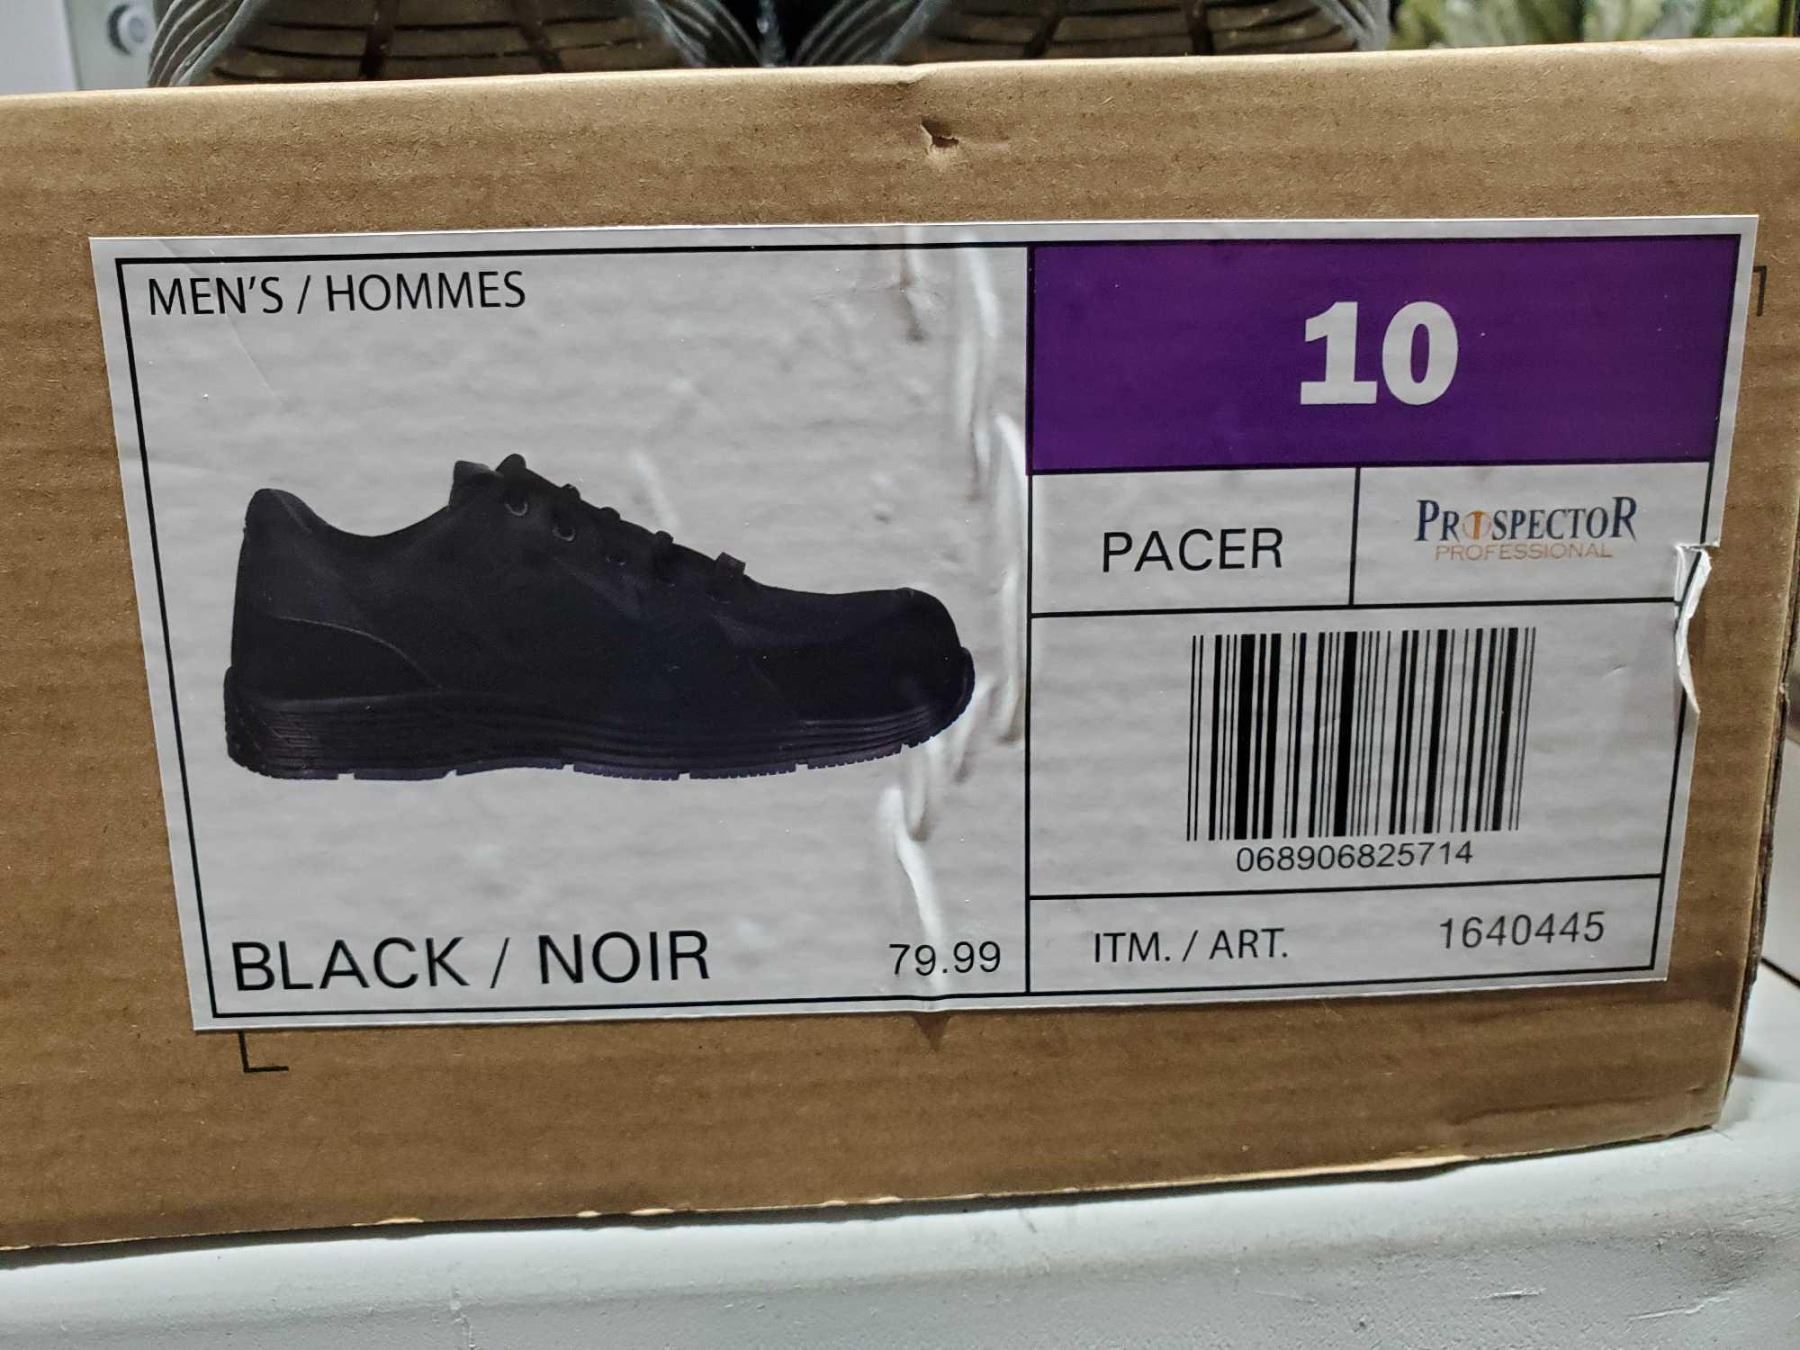 MEN'S / HOMMES
10
PACER
PROSPECTOR
PROFESSIONAL
068906825714
BLACK / NOIR
79.99
ITM. / ART.
1640445